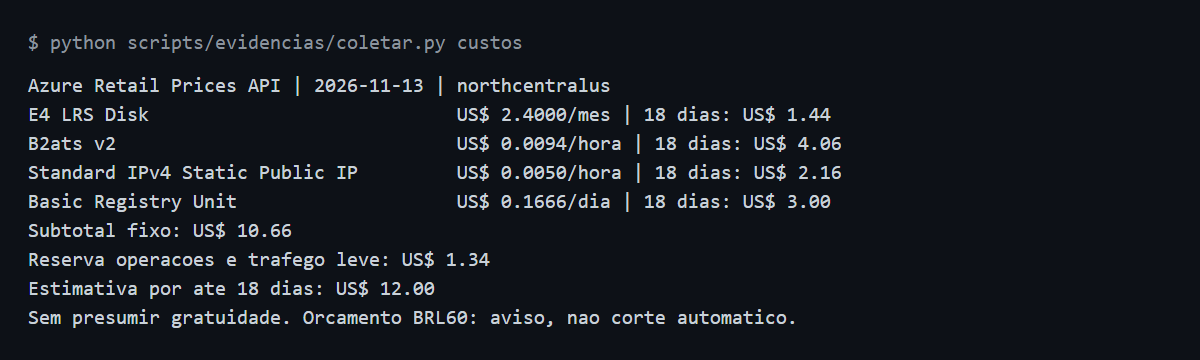 $ python scripts/evidencias/coletar.py custos
Azure Retail Prices API | 2026-11-13 | northcentralus
E4 LRS Disk US$ 2.4000/mes | 18 dias: US$ 1.44
B2ats v2 US$ 0.0094/hora | 18 dias: US$ 4.06
Standard IPv4 Static Public IP US$ 0.0050/hora | 18 dias: US$ 2.16
Basic Registry Unit US$ 0.1666/dia | 18 dias: US$ 3.00
Subtotal fixo: US$ 10.66
Reserva operacoes e trafego leve: US$ 1.34
Estimativa por ate 18 dias: US$ 12.00
Sem presumir gratuidade. Orcamento BRL60: aviso, nao corte automatico.